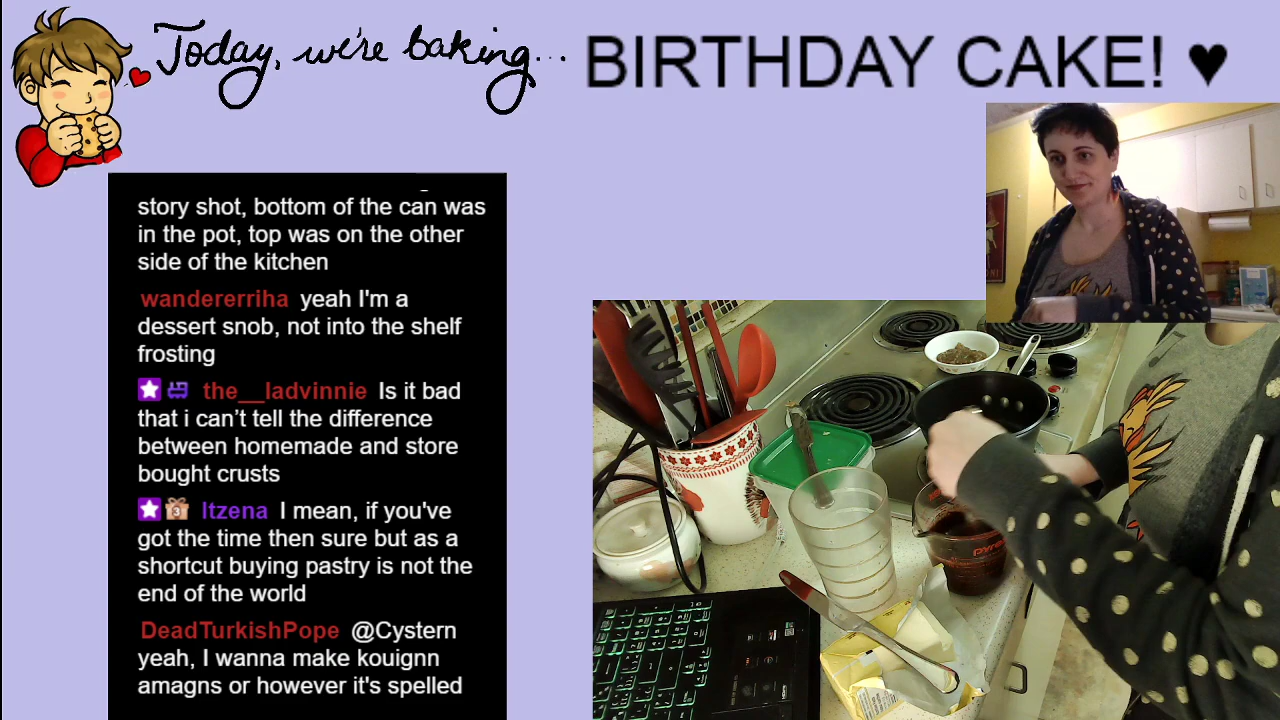 Today, we're baking... BIRTHDAY CAKE! ♥
story shot, bottom of the can was
in the pot, top was on the other
side of the kitchen
wandererriha yeah I'm a
dessert snob, not into the shelf
frosting
the__ladvinnie Is it bad
that i can’t tell the difference
between homemade and store
bought crusts
3 Itzena I mean, if you've
got the time then sure but as a
shortcut buying pastry is not the
end of the world
DeadTurkishPope @Cystern
yeah, I wanna make kouignn
amagns or however it's spelled
PYREX